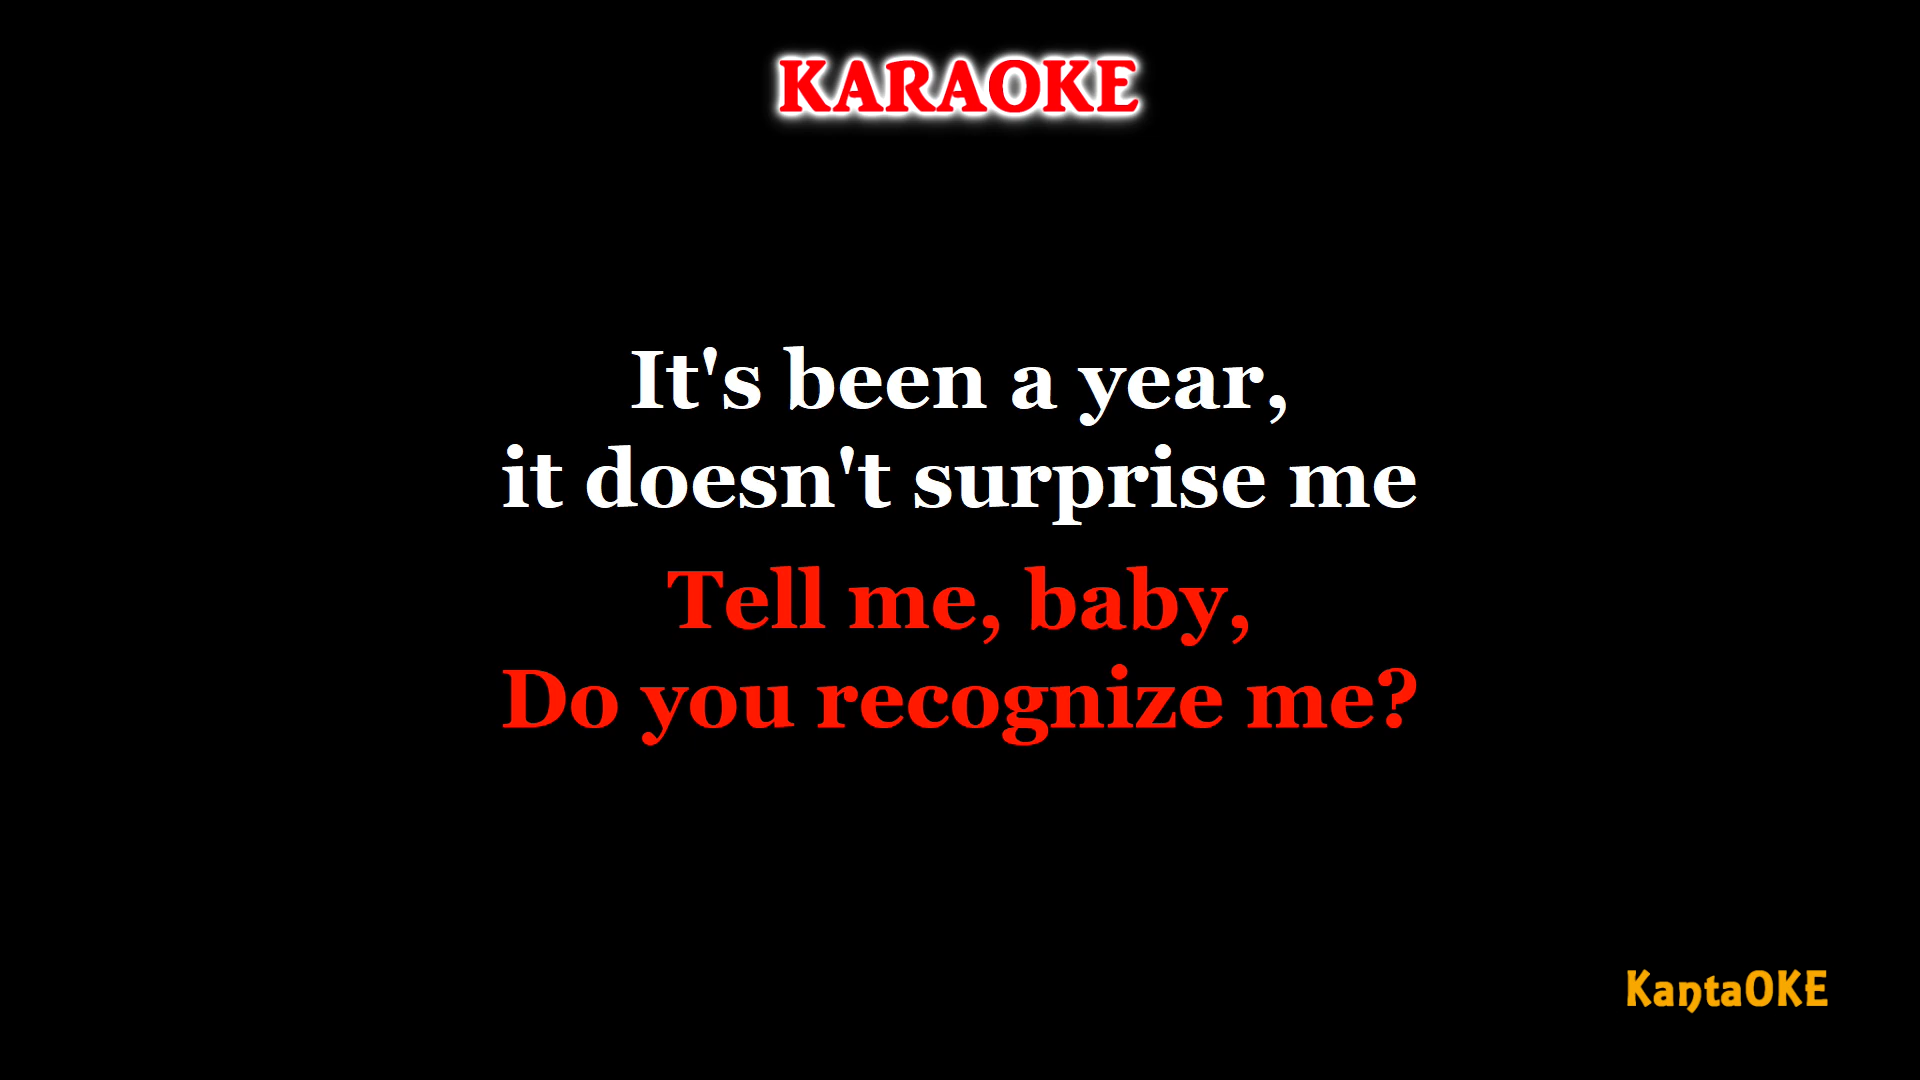 KARAOKE
It's been a year,
it doesn't surprise me
Tell me, baby,
Do you recognize me?
KantaOKE